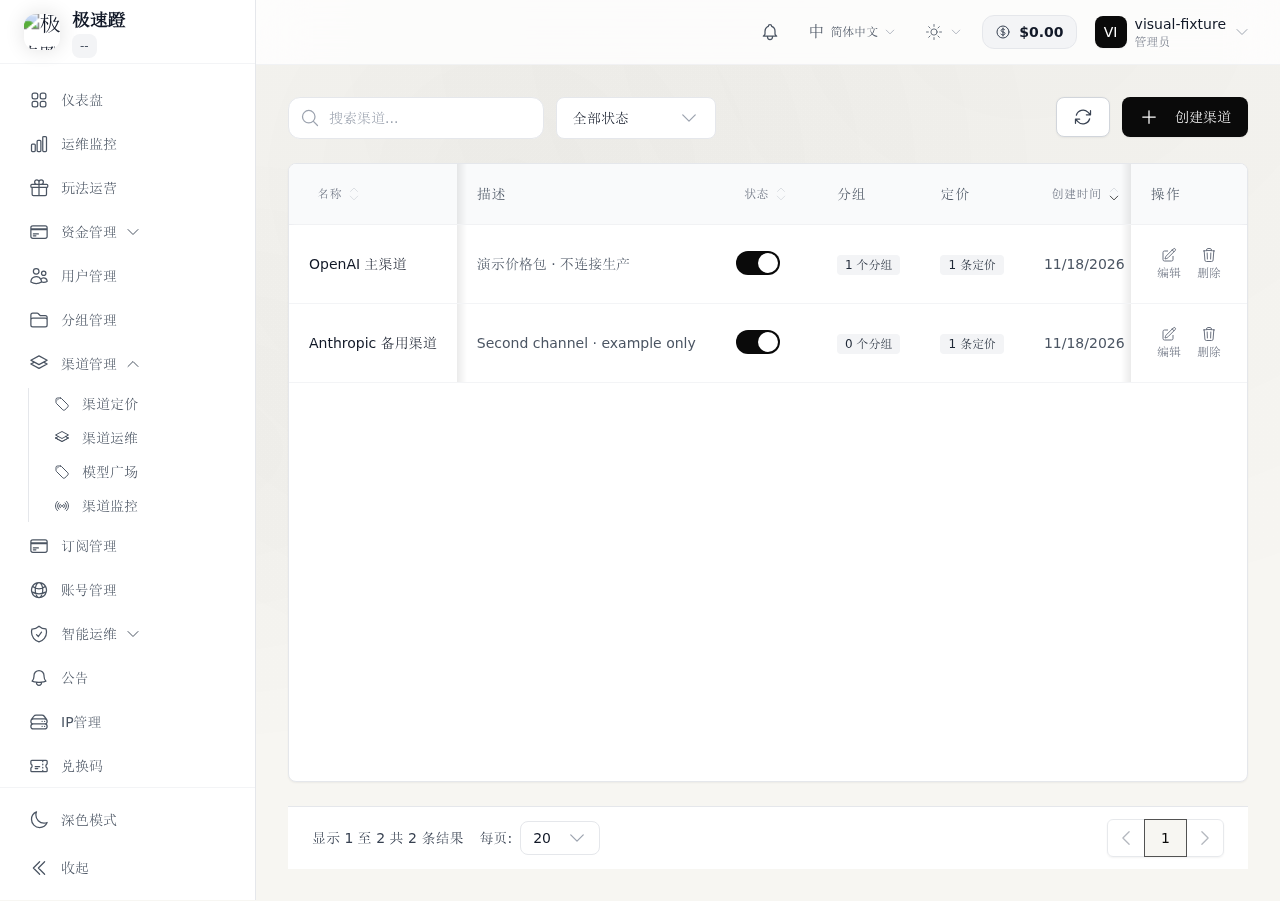 极速蹬
--
仪表盘
运维监控
玩法运营
资金管理
用户管理
分组管理
渠道管理
渠道定价
渠道运维
模型广场
渠道监控
订阅管理
账号管理
智能运维
公告
IP管理
兑换码
深色模式
收起
中 简体中文
$0.00
VI
visual-fixture
管理员
搜索渠道...
全部状态
创建渠道
名称 描述 状态 分组 定价 创建时间 操作
OpenAI 主渠道 演示价格包 · 不连接生产 1 个分组 1 条定价 11/18/2026 编辑 删除
Anthropic 备用渠道 Second channel · example only 0 个分组 1 条定价 11/18/2026 编辑 删除
显示 1 至 2 共 2 条结果 每页: 20
1